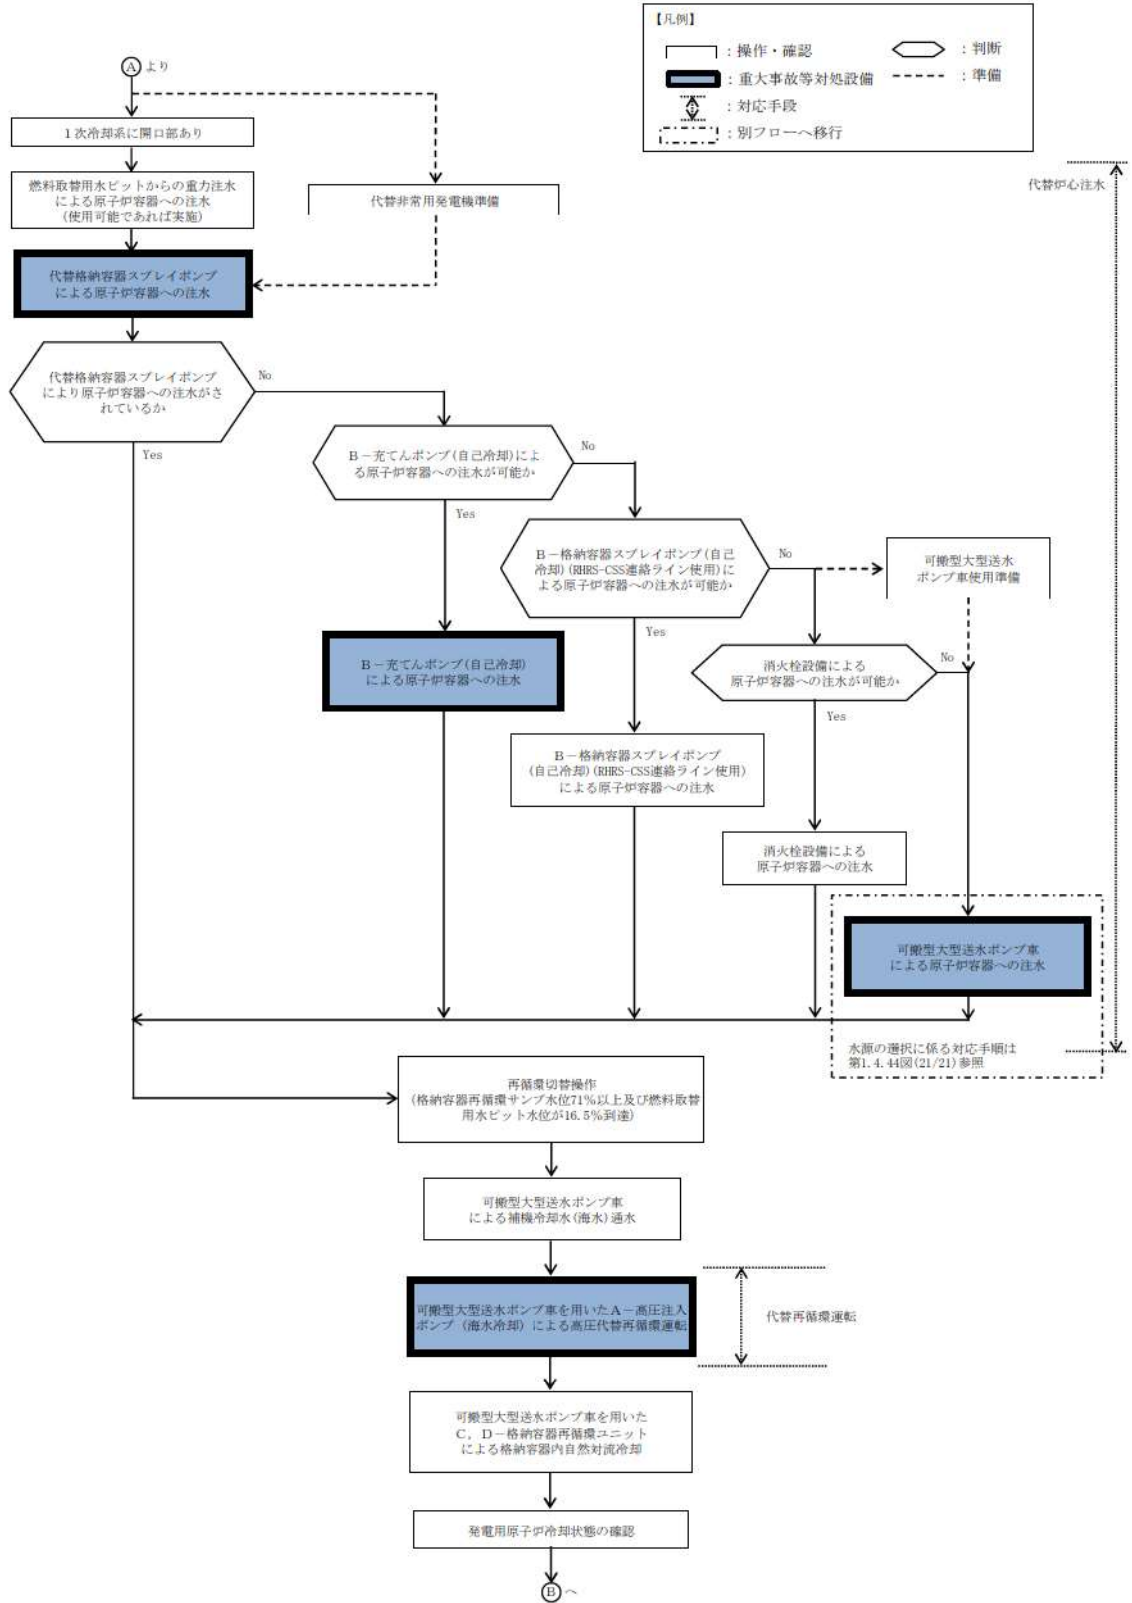 【凡例】
：操作・確認
：判断
：重大事故等対処設備
：準備
：対応手段
：別フローへ移行
Ⓐより
１次冷却系に開口部あり
燃料取替用水ピットからの重力注水
による原子炉容器への注水
(使用可能であれば実施)
代替非常用発電機準備
代替炉心注水
代替格納容器スプレイポンプ
による原子炉容器への注水
代替格納容器スプレイポンプ
により原子炉容器への注水がさ
れているか
No
Yes
Ｂ－充てんポンプ(自己冷却)によ
る原子炉容器への注水が可能か
No
Yes
Ｂ－格納容器スプレイポンプ(自己
冷却)(RHRS-CSS連絡ライン使用)に
よる原子炉容器への注水が可能か
No
Yes
可搬型大型送水
ポンプ車使用準備
Ｂ－充てんポンプ(自己冷却)
による原子炉容器への注水
消火栓設備による
原子炉容器への注水が可能か
No
Yes
Ｂ－格納容器スプレイポンプ
(自己冷却)(RHRS-CSS連絡ライン使用)
による原子炉容器への注水
消火栓設備による
原子炉容器への注水
可搬型大型送水ポンプ車
による原子炉容器への注水
水源の選択に係る対応手順は
第1.4.44図(21/21)参照
再循環切替操作
(格納容器再循環サンプ水位71%以上及び燃料取替
用水ピット水位が16.5%到達)
可搬型大型送水ポンプ車
による補機冷却水(海水)通水
可搬型大型送水ポンプ車を用いたＡ－高圧注入
ポンプ（海水冷却）による高圧代替再循環運転
代替再循環運転
可搬型大型送水ポンプ車を用いた
Ｃ，Ｄ－格納容器再循環ユニット
による格納容器内自然対流冷却
発電用原子炉冷却状態の確認
Ⓑへ